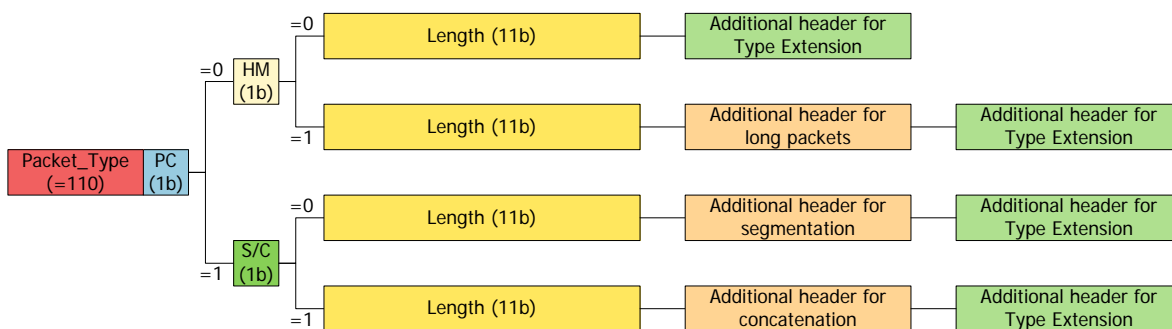 =0
Length (11b)
Additional header for
Type Extension
=0
HM
(1b)
=1
Length (11b)
Additional header for
long packets
Additional header for
Type Extension
Packet_Type
(=110)
PC
(1b)
=0
Length (11b)
Additional header for
segmentation
Additional header for
Type Extension
=1
S/C
(1b)
=1
Length (11b)
Additional header for
concatenation
Additional header for
Type Extension